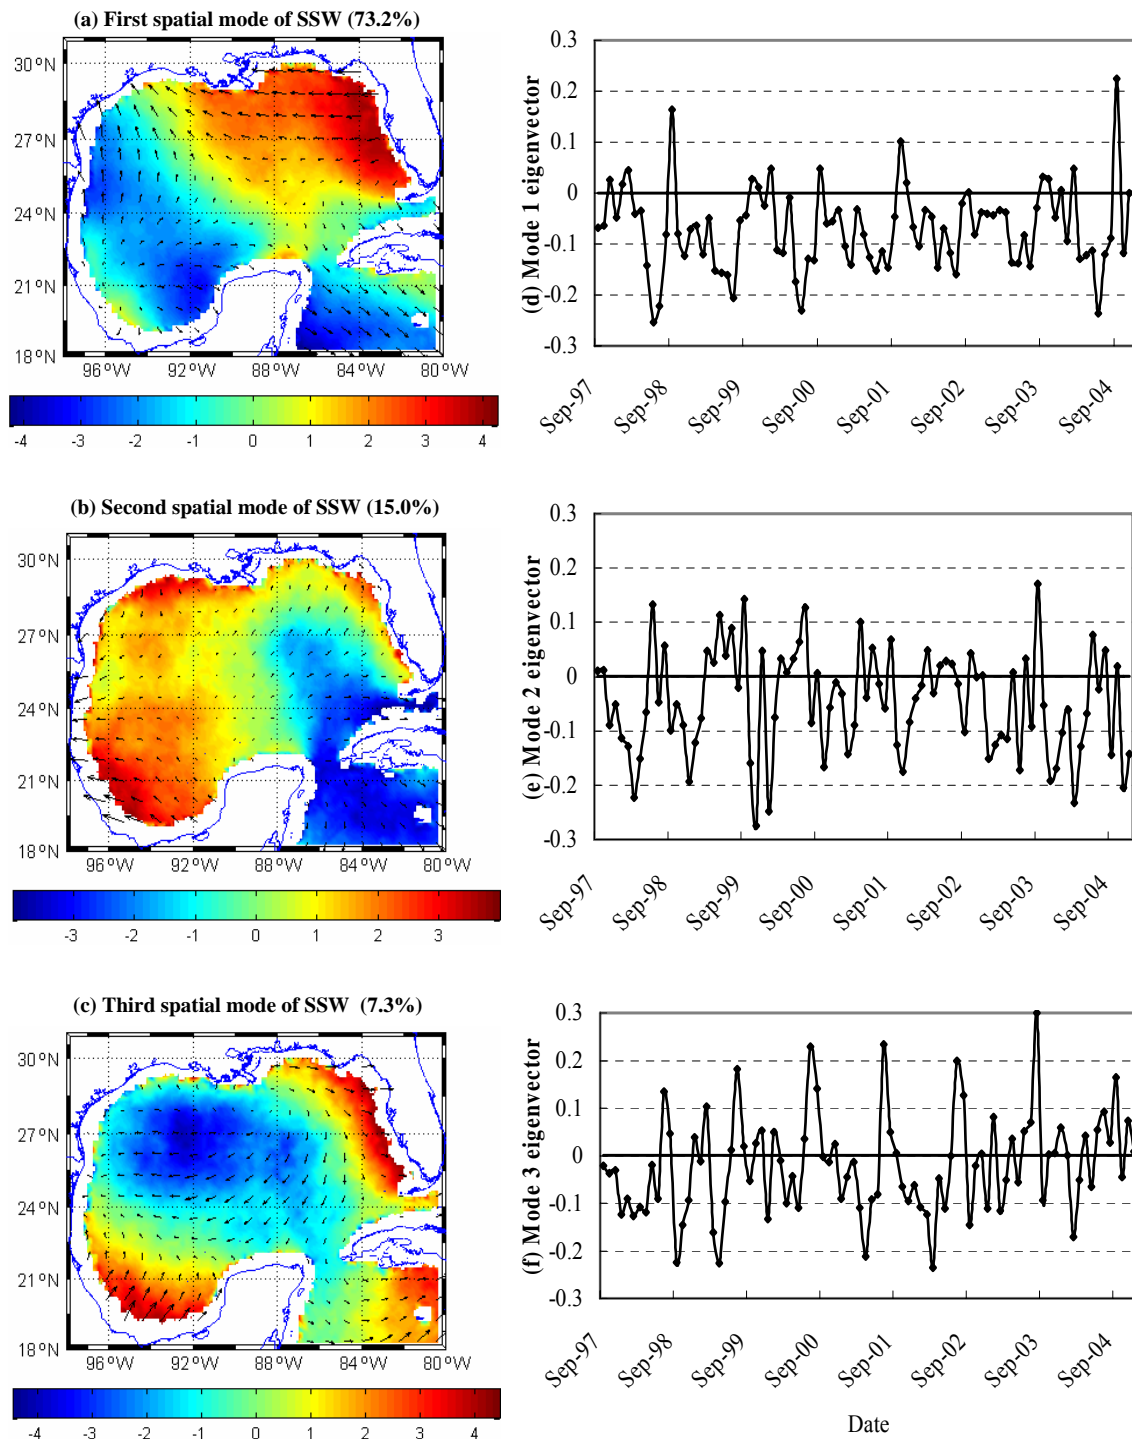 (a) First spatial mode of SSW (73.2%)
30°N
27°N
24°N
21°N
18°N
96°W 92°W 88°W 84°W 80°W
-4 -3 -2 -1 0 1 2 3 4
(d) Mode 1 eigenvector
0.3
0.2
0.1
0
-0.1
-0.2
-0.3
Sep-97 Sep-98 Sep-99 Sep-00 Sep-01 Sep-02 Sep-03 Sep-04
(b) Second spatial mode of SSW (15.0%)
30°N
27°N
24°N
21°N
18°N
96°W 92°W 88°W 84°W 80°W
-3 -2 -1 0 1 2 3
(e) Mode 2 eigenvector
0.3
0.2
0.1
0
-0.1
-0.2
-0.3
Sep-97 Sep-98 Sep-99 Sep-00 Sep-01 Sep-02 Sep-03 Sep-04
(c) Third spatial mode of SSW (7.3%)
30°N
27°N
24°N
21°N
18°N
96°W 92°W 88°W 84°W 80°W
-4 -3 -2 -1 0 1 2 3 4
(f) Mode 3 eigenvector
0.3
0.2
0.1
0
-0.1
-0.2
-0.3
Sep-97 Sep-98 Sep-99 Sep-00 Sep-01 Sep-02 Sep-03 Sep-04
Date